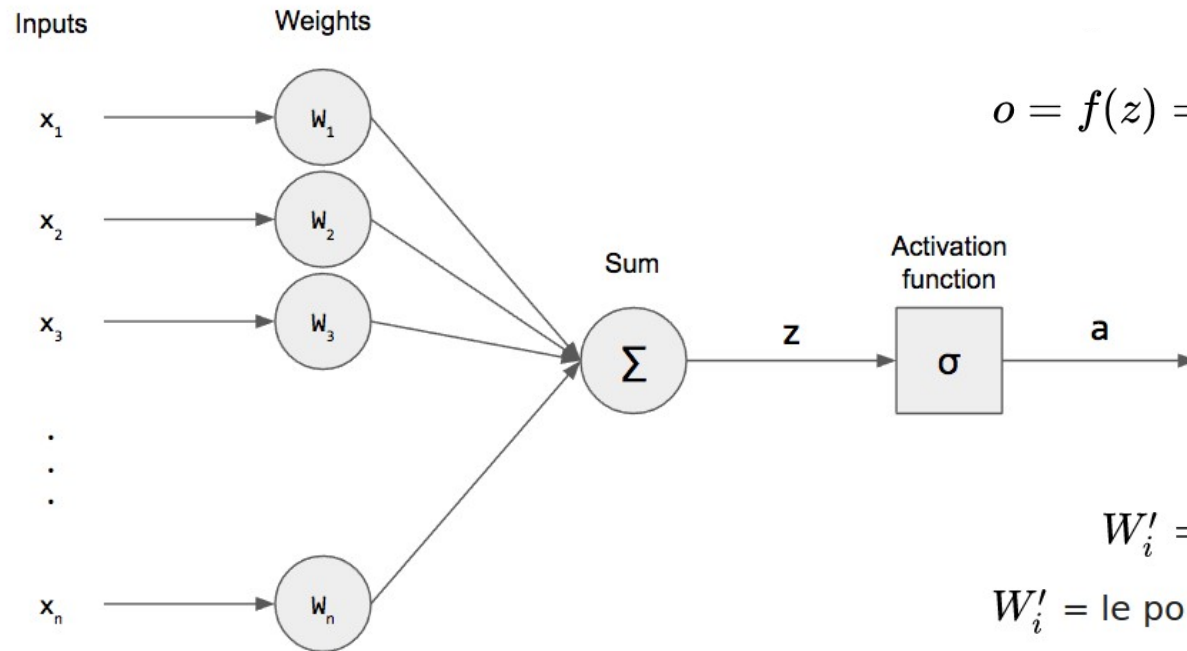 Inputs
Weights
x₁
W₁
o = f(z) =
x₂
W₂
Activation
function
Sum
x₃
W₃
Σ
z
σ
a
.
.
.
W′ᵢ =
xₙ
Wₙ
W′ᵢ = le po